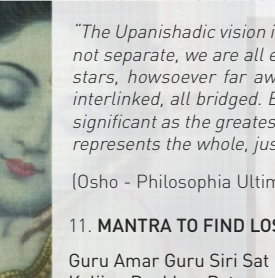 “The Upanishadic vision i
not separate, we are all e
stars, howsoever far aw
interlinked, all bridged. E
significant as the greates
represents the whole, jus
(Osho - Philosophia Ultim
11. MANTRA TO FIND LOS
Guru Amar Guru Siri Sat